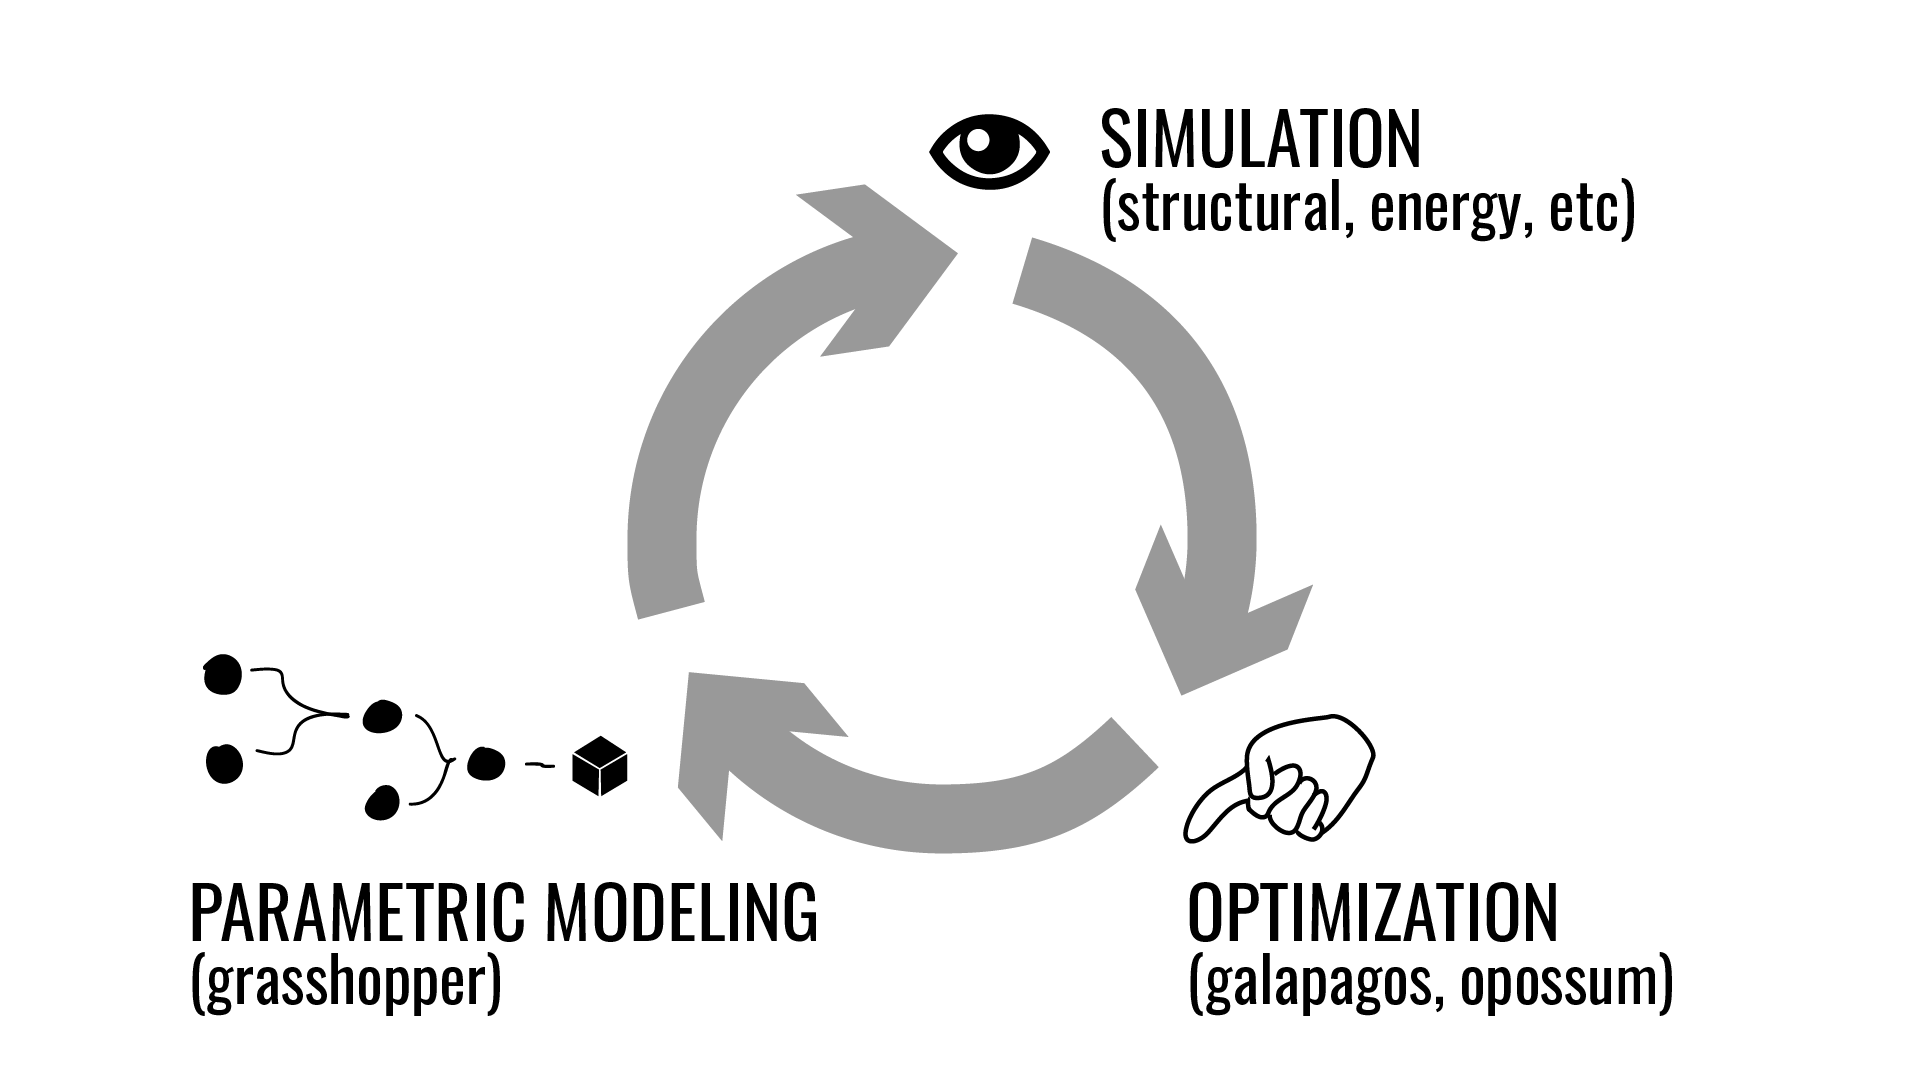 SIMULATION
(structural, energy, etc)
PARAMETRIC MODELING
(grasshopper)
OPTIMIZATION
(galapagos, opossum)